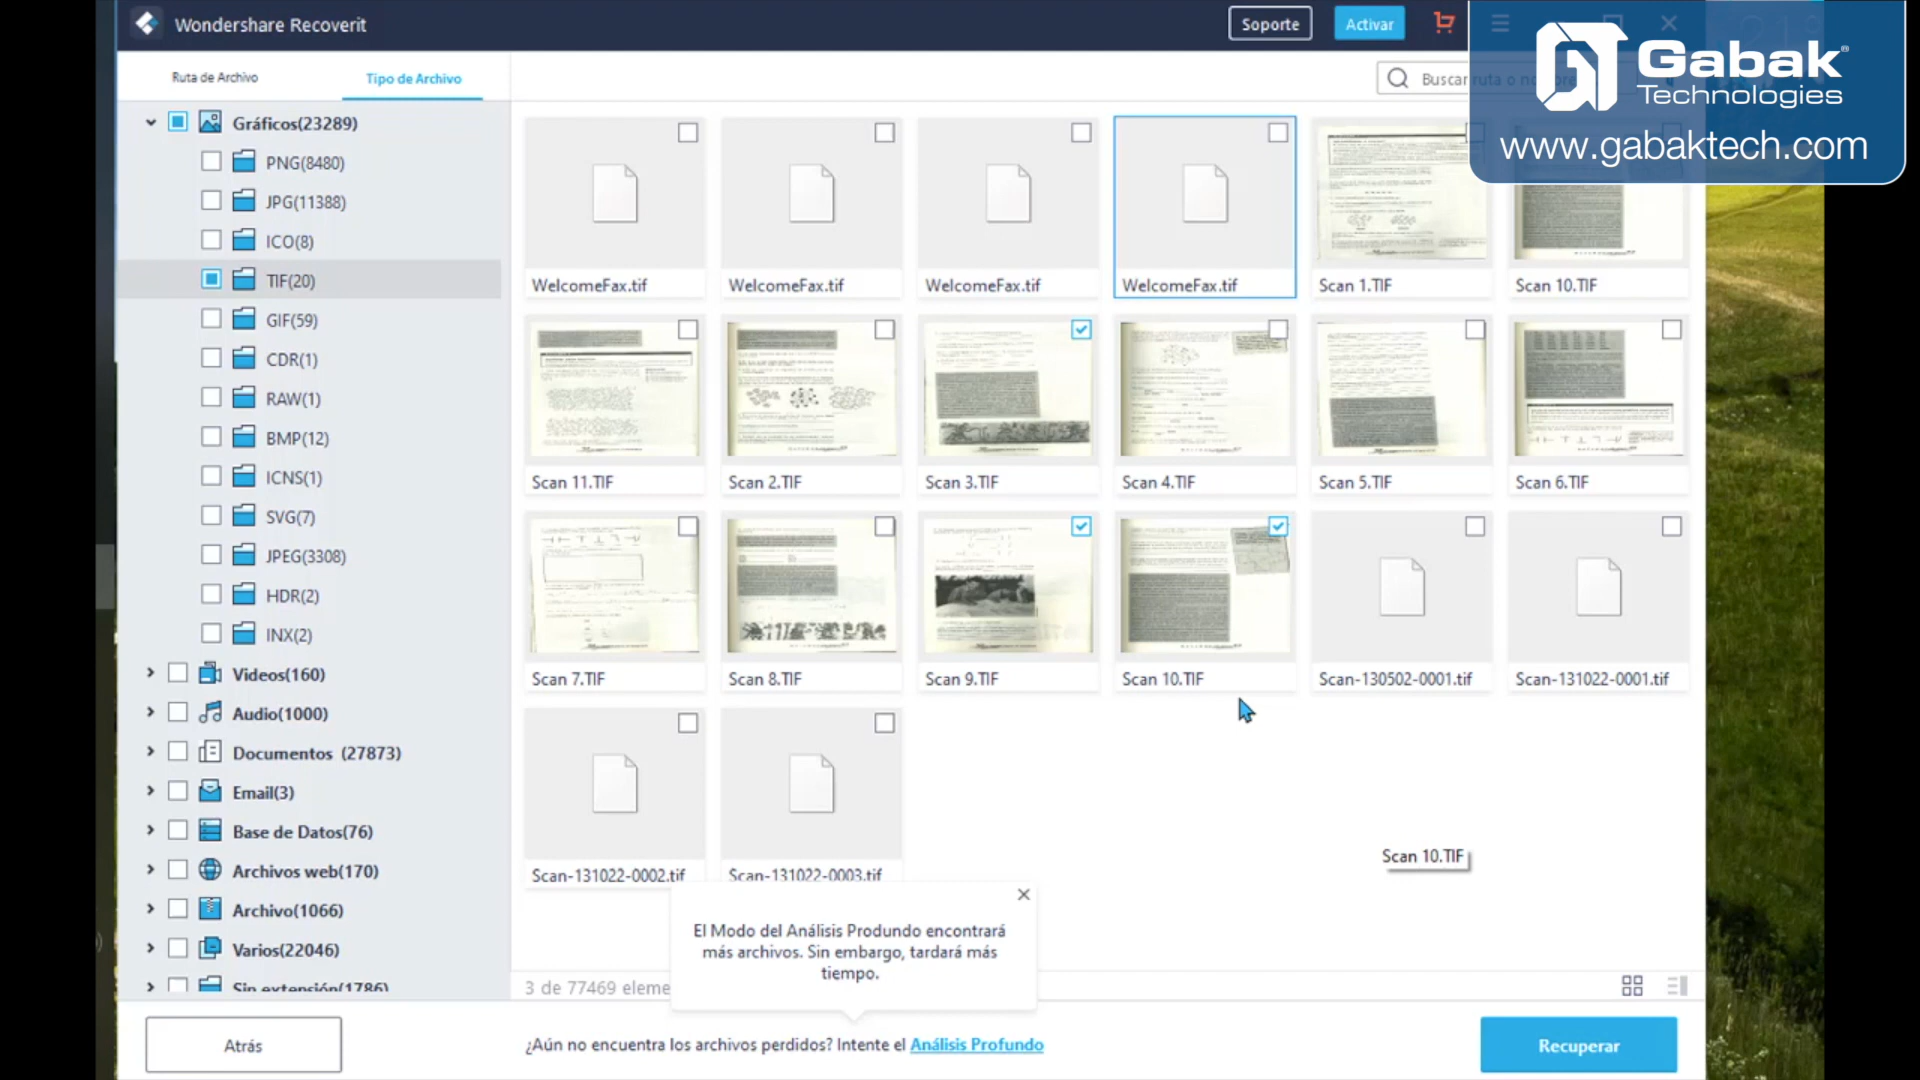 Wondershare Recoverit
Soporte
Activar
Gabak®
Technologies
www.gabaktech.com
Ruta de Archivo
Tipo de Archivo
Buscar ruta o nombre
Gráficos(23289)
PNG(8480)
JPG(11388)
ICO(8)
TIF(20)
GIF(59)
CDR(1)
RAW(1)
BMP(12)
ICNS(1)
SVG(7)
JPEG(3308)
HDR(2)
INX(2)
Videos(160)
Audio(1000)
Documentos (27873)
Email(3)
Base de Datos(76)
Archivos web(170)
Archivo(1066)
Varios(22046)
Sin extensión(1786)
WelcomeFax.tif
WelcomeFax.tif
WelcomeFax.tif
WelcomeFax.tif
Scan 1.TIF
Scan 10.TIF
Scan 11.TIF
Scan 2.TIF
Scan 3.TIF
Scan 4.TIF
Scan 5.TIF
Scan 6.TIF
Scan 7.TIF
Scan 8.TIF
Scan 9.TIF
Scan 10.TIF
Scan-130502-0001.tif
Scan-131022-0001.tif
Scan-131022-0002.tif
Scan-131022-0003.tif
Scan 10.TIF
El Modo del Análisis Produndo encontrará
más archivos. Sin embargo, tardará más
tiempo.
3 de 77469 eleme
Atrás
¿Aún no encuentra los archivos perdidos? Intente el Análisis Profundo
Recuperar